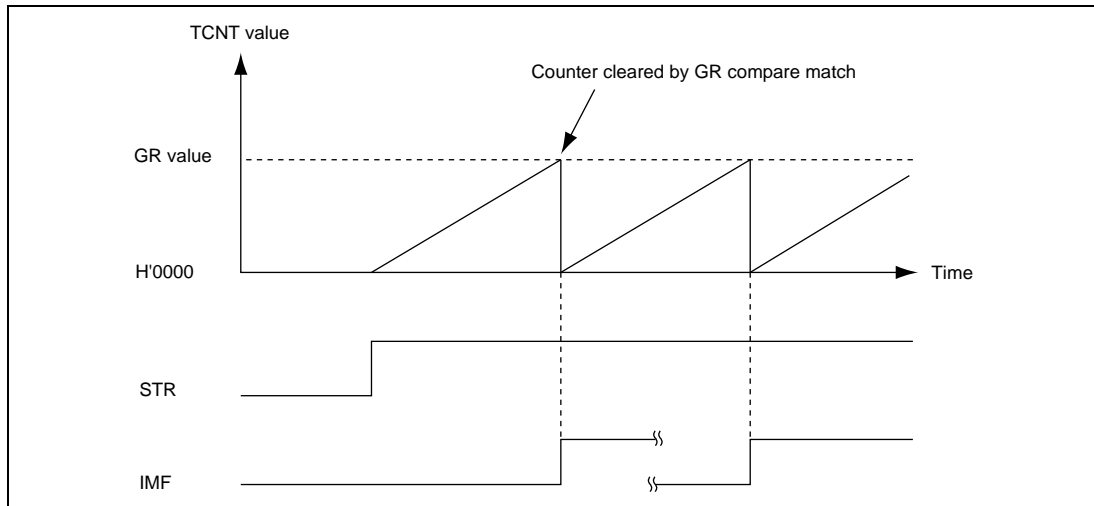 TCNT value
Counter cleared by GR compare match
GR value
H'0000
Time
STR
IMF